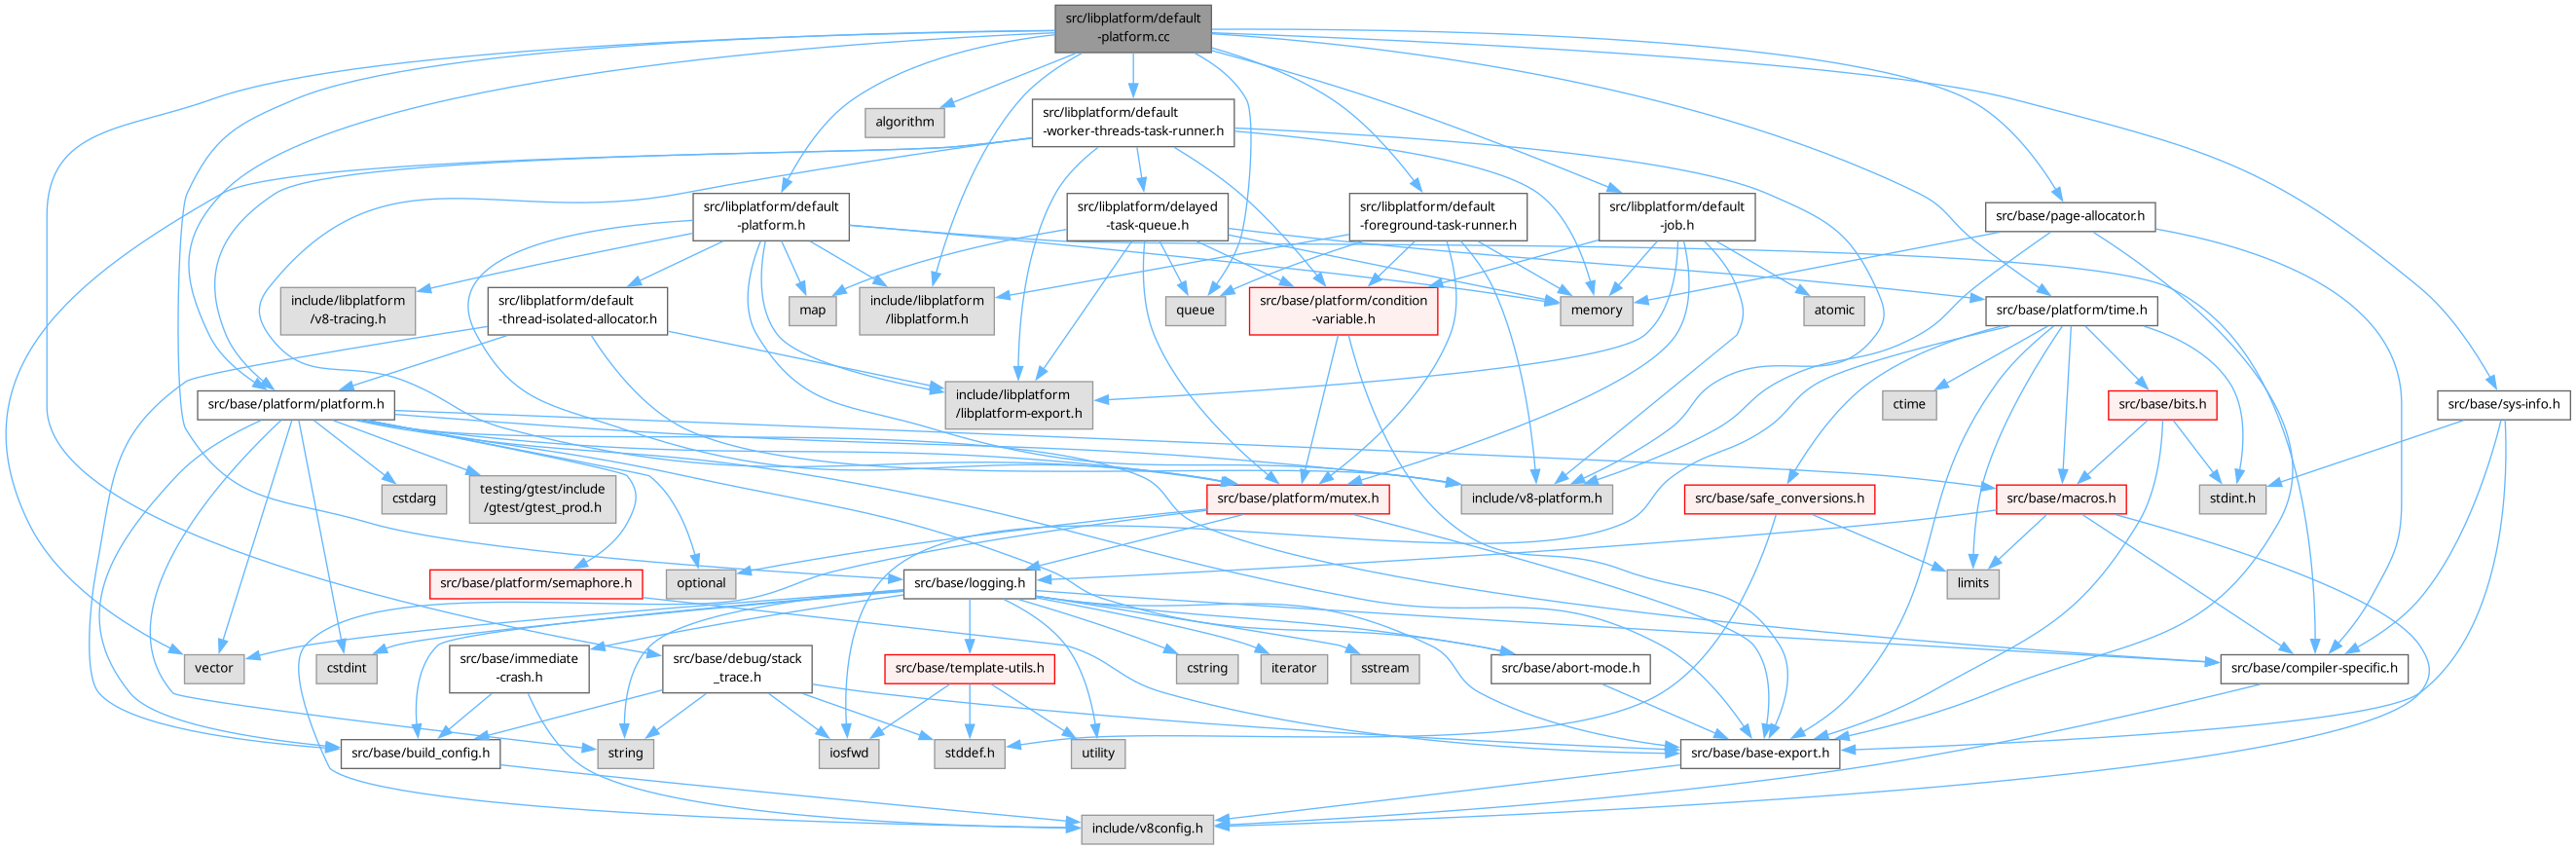 src/libplatform/default
-platform.cc
algorithm
src/libplatform/default
-worker-threads-task-runner.h
src/libplatform/default
-platform.h
src/libplatform/delayed
-task-queue.h
src/libplatform/default
-foreground-task-runner.h
src/libplatform/default
-job.h
src/base/page-allocator.h
include/libplatform
/v8-tracing.h
src/libplatform/default
-thread-isolated-allocator.h
map
include/libplatform
/libplatform.h
queue
src/base/platform/condition
-variable.h
memory
atomic
src/base/platform/time.h
src/base/platform/platform.h
include/libplatform
/libplatform-export.h
ctime
src/base/bits.h
src/base/sys-info.h
cstdarg
testing/gtest/include
/gtest/gtest_prod.h
src/base/platform/mutex.h
include/v8-platform.h
src/base/safe_conversions.h
src/base/macros.h
stdint.h
src/base/platform/semaphore.h
optional
src/base/logging.h
limits
vector
cstdint
src/base/immediate
-crash.h
src/base/debug/stack
_trace.h
src/base/template-utils.h
cstring
iterator
sstream
src/base/abort-mode.h
src/base/compiler-specific.h
src/base/build_config.h
string
iosfwd
stddef.h
utility
src/base/base-export.h
include/v8config.h